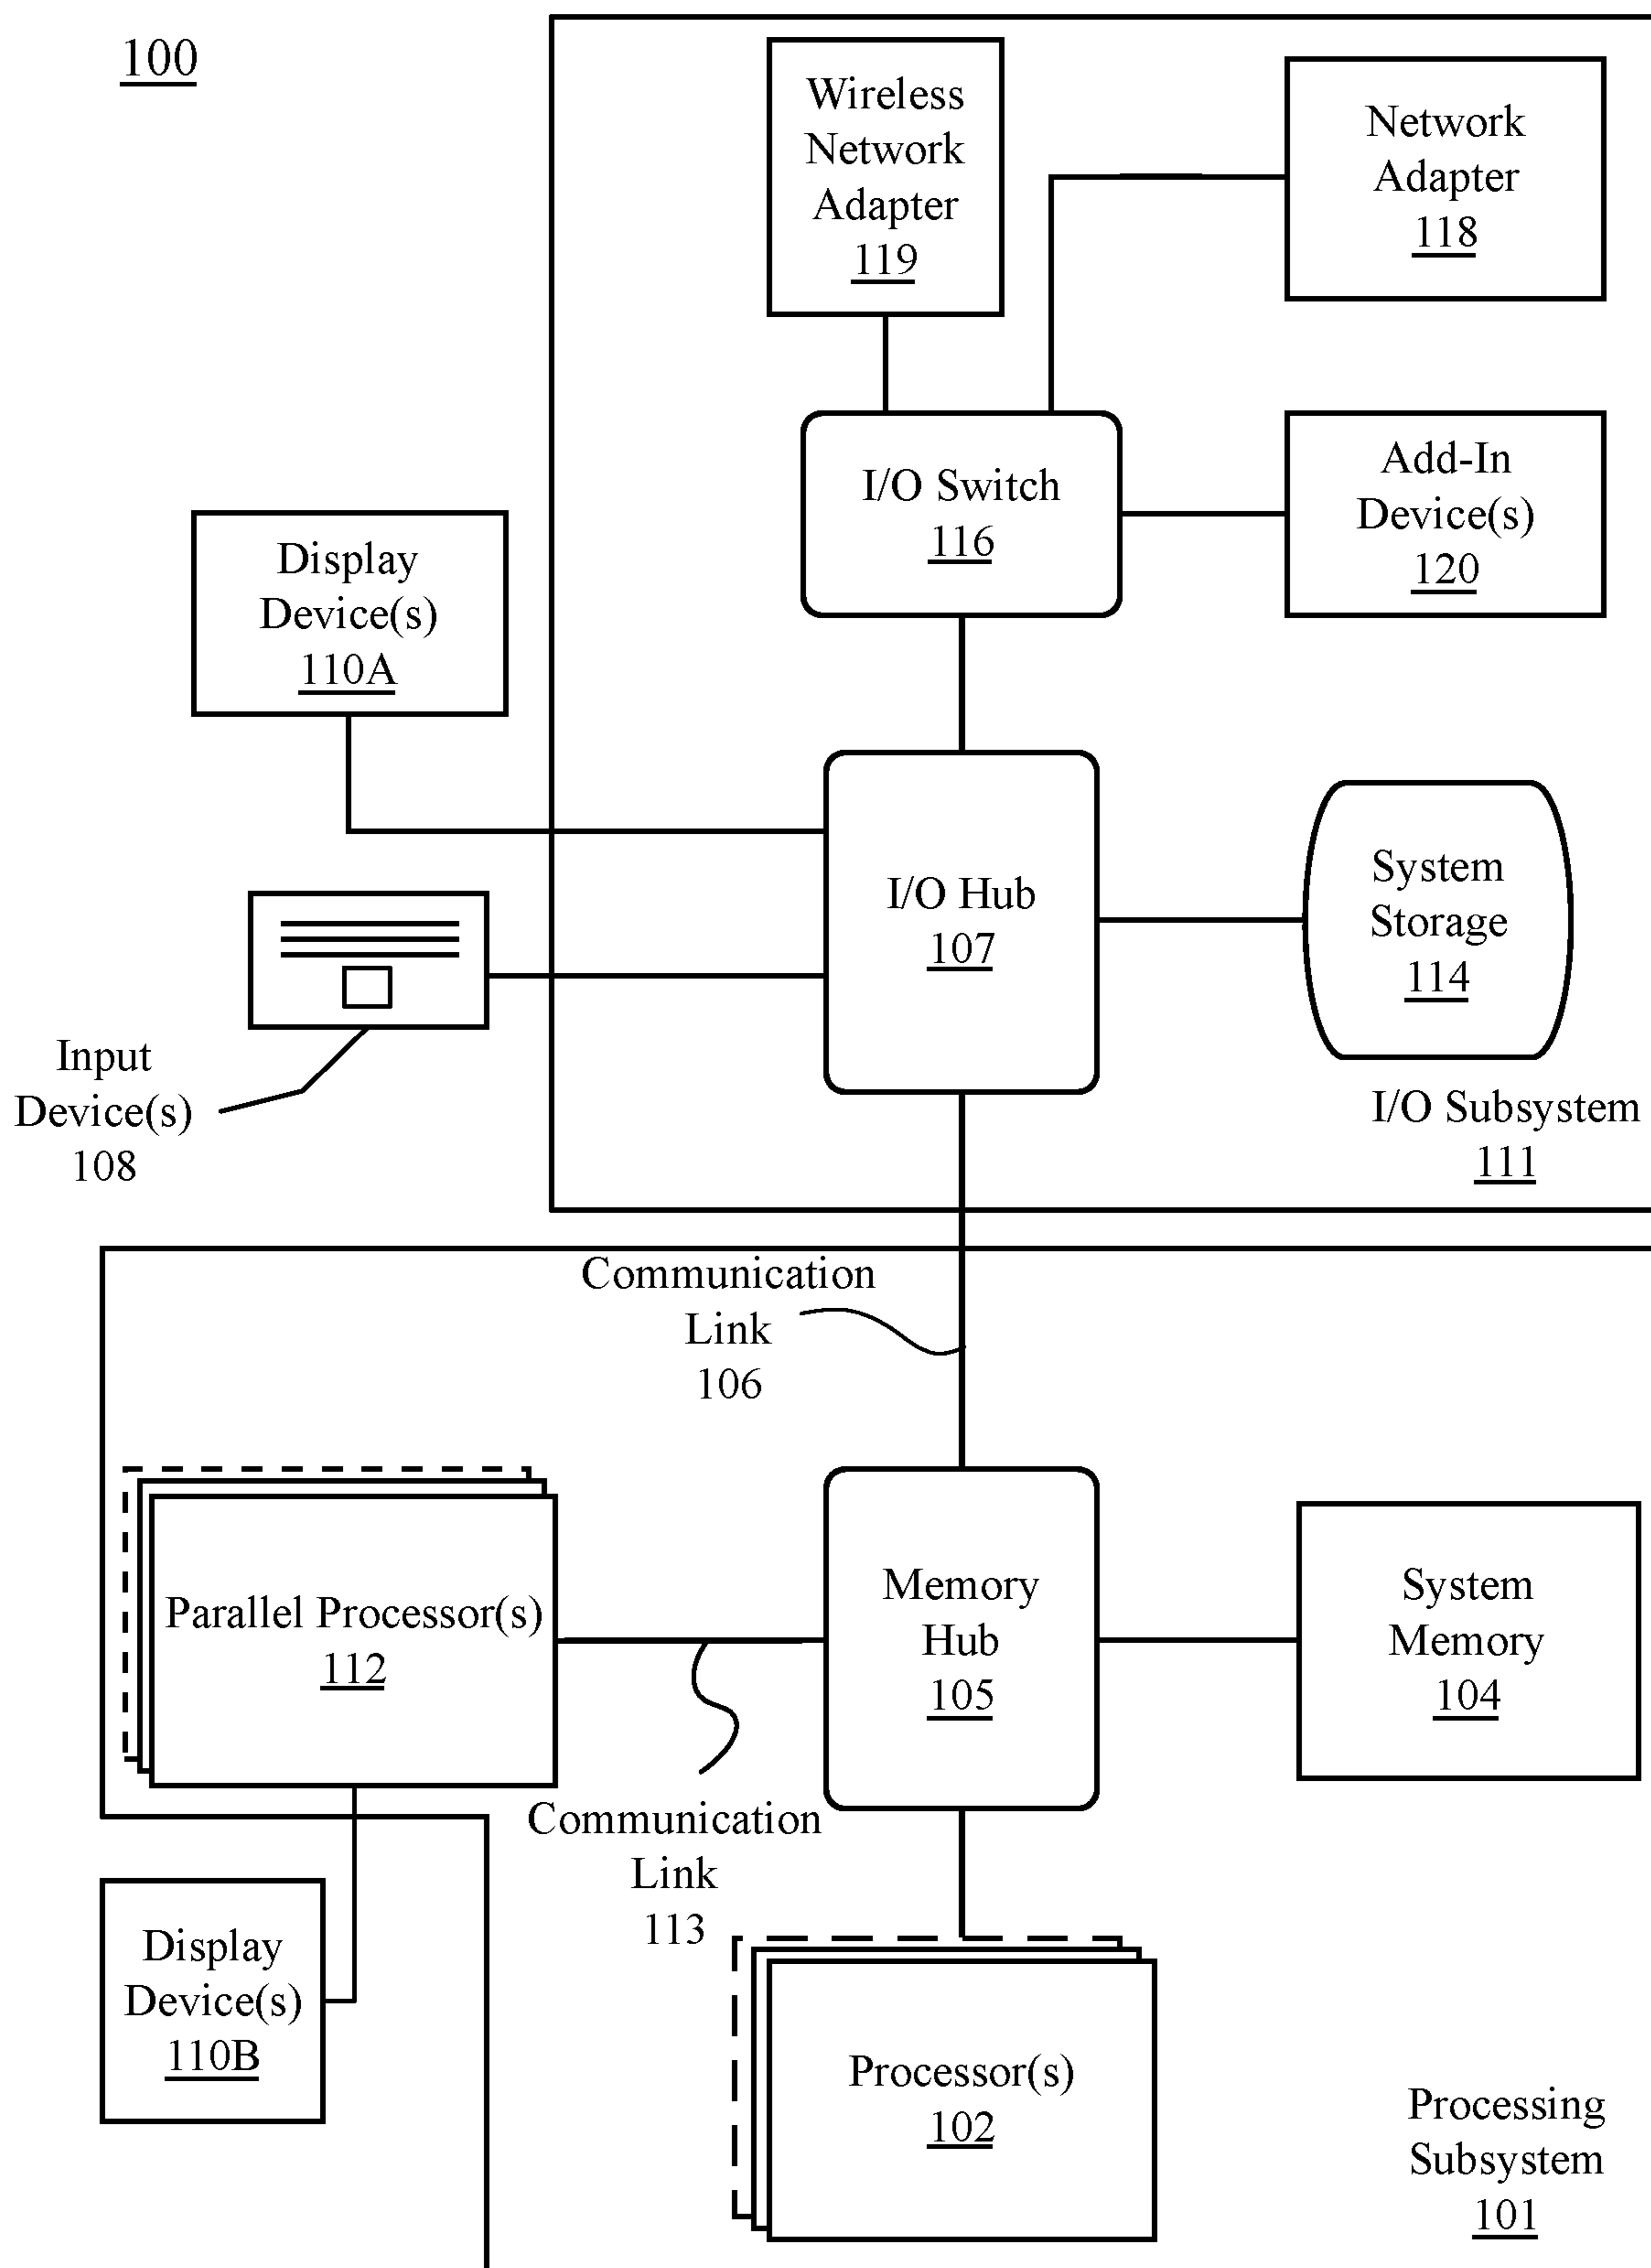 100
Wireless
Network
Adapter
119
Network
Adapter
118
I/O Switch
116
Add-In
Device(s)
120
Display
Device(s)
110A
I/O Hub
107
System
Storage
114
Input
Device(s)
108
I/O Subsystem
111
Communication
Link
106
Parallel Processor(s)
112
Memory
Hub
105
System
Memory
104
Communication
Link
113
Display
Device(s)
110B
Processor(s)
102
Processing
Subsystem
101